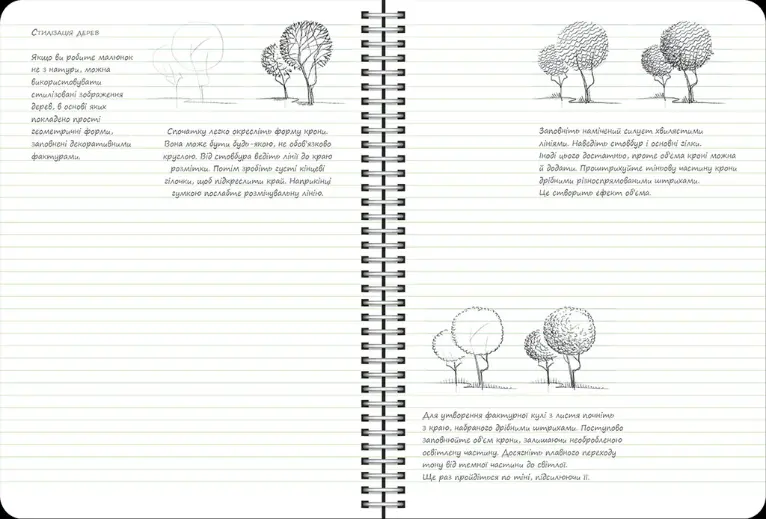 Стилізація дерев
Якщо ви робите малюнок
не з натури, можна
використовувати
стилізовані зображення
дерев, в основі яких
покладено прості
геометричні форми,
заповнені декоративними
фактурами.
Спочатку легко окресліть форму крони.
Вона може бути будь-якою, не обов'язково
круглою. Від стовбура ведіть лінії до краю
розмітки. Потім зробіть густі кінцеві
гілочки, щоб підкреслити край. Наприкінці
гумкою послабте розмічувальну лінію.
Заповніть намічений силует хвилястими
лініями. Наведіть стовбур і основні гілки.
Іноді цього достатньо, проте об'єма кроні можна
й додати. Проштрихуйте тіньову частину крони
дрібними різноспрямованими штрихами.
Це створить ефект об'єма.
Для утворення фактурної кулі з листя почніть
з краю, набраного дрібними штрихами. Поступово
заповнюйте об'єм крони, залишаючи необробленою
освітлену частину. Досягніть плавного переходу
тону від темної частини до світлої.
Ще раз пройдіться по тіні, підсилюючи її.